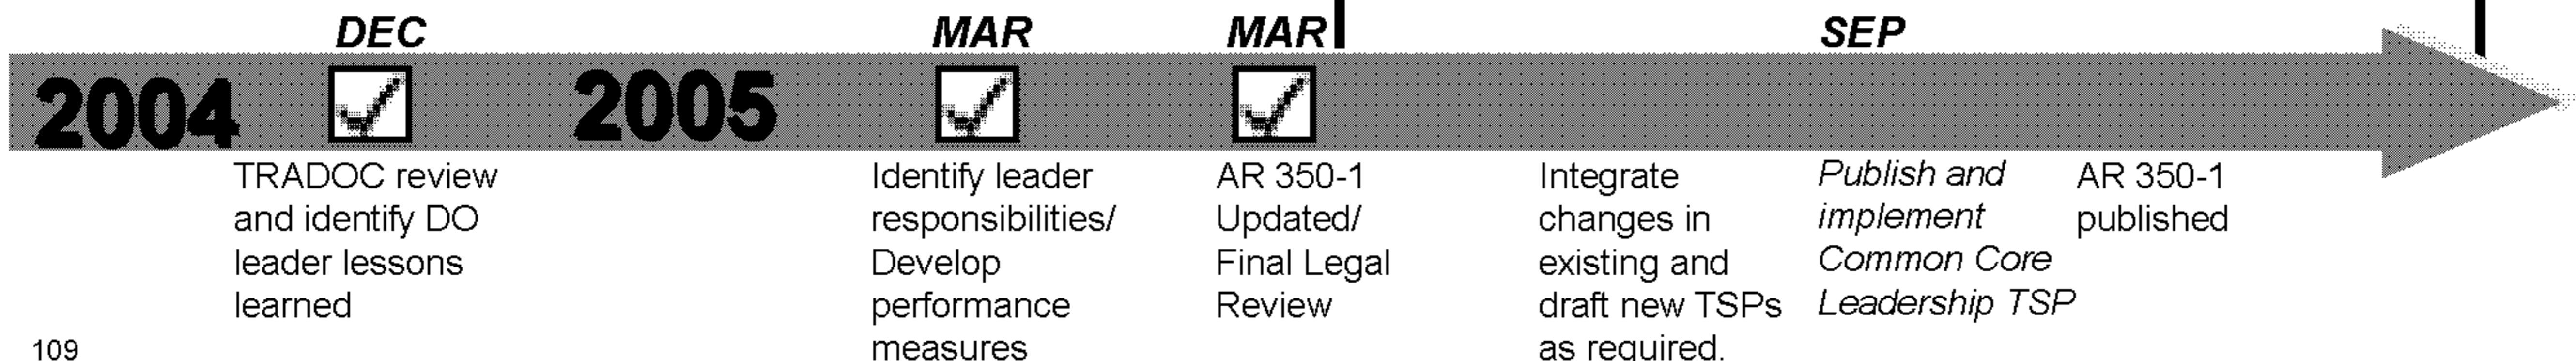 DEC
MAR
MAR
SEP
2004
2005
TRADOC review
and identify DO
leader lessons
learned
Identify leader
responsibilities/
Develop
performance
measures
AR 350-1
Updated/
Final Legal
Review
Integrate
changes in
existing and
draft new TSPs
as required.
Publish and
implement
Common Core
Leadership TSP
AR 350-1
published
109